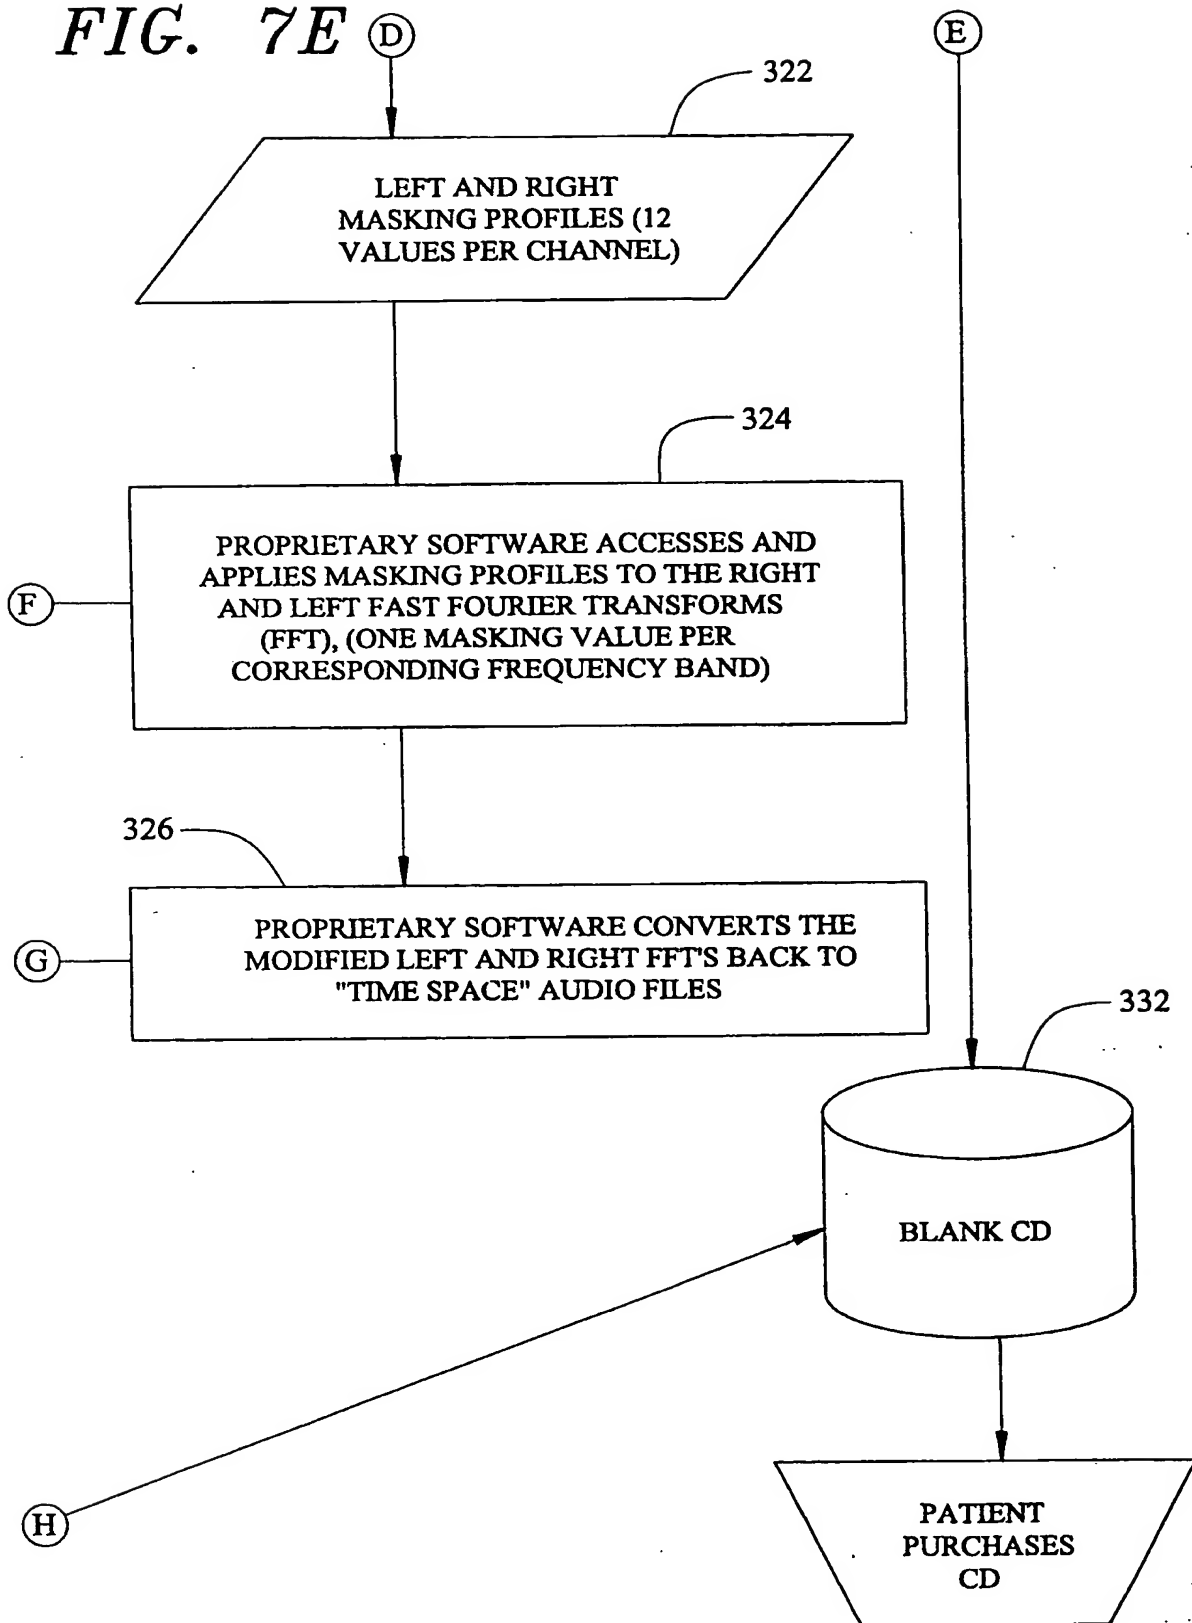 FIG. 7E
D
E
322
LEFT AND RIGHT
MASKING PROFILES (12
VALUES PER CHANNEL)
324
PROPRIETARY SOFTWARE ACCESSES AND
APPLIES MASKING PROFILES TO THE RIGHT
AND LEFT FAST FOURIER TRANSFORMS
(FFT), (ONE MASKING VALUE PER
CORRESPONDING FREQUENCY BAND)
F
326
PROPRIETARY SOFTWARE CONVERTS THE
MODIFIED LEFT AND RIGHT FFT'S BACK TO
"TIME SPACE" AUDIO FILES
G
332
BLANK CD
H
PATIENT
PURCHASES
CD